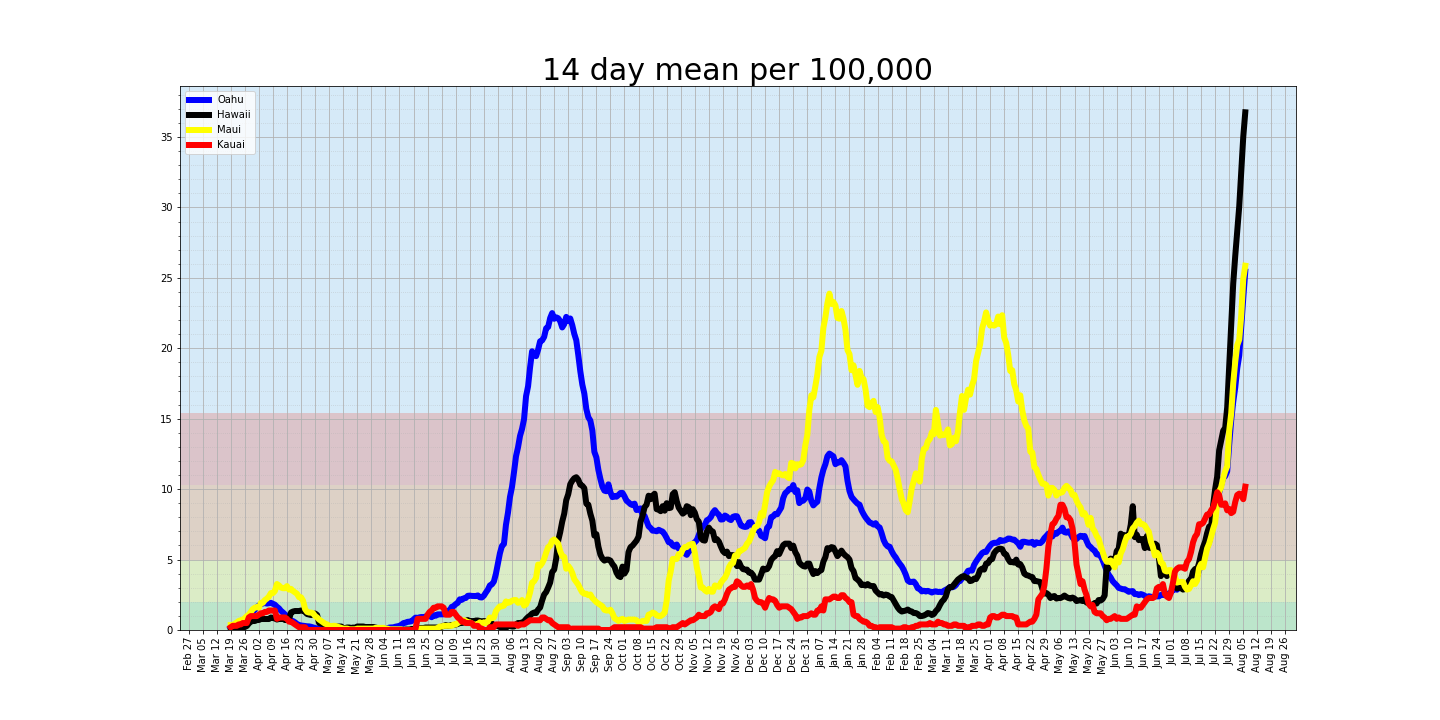 14 day mean per 100,000
Oahu
Hawaii
Maui
Kauai
35
30
25
20
15
10
5
0
Feb 27
Mar 05
Mar 12
Mar 19
Mar 26
Apr 02
Apr 09
Apr 16
Apr 23
Apr 30
May 07
May 14
May 21
May 28
Jun 04
Jun 11
Jun 18
Jun 25
Jul 02
Jul 09
Jul 16
Jul 23
Jul 30
Aug 06
Aug 13
Aug 20
Aug 27
Sep 03
Sep 10
Sep 17
Sep 24
Oct 01
Oct 08
Oct 15
Oct 22
Oct 29
Nov 05
Nov 12
Nov 19
Nov 26
Dec 03
Dec 10
Dec 17
Dec 24
Dec 31
Jan 07
Jan 14
Jan 21
Jan 28
Feb 04
Feb 11
Feb 18
Feb 25
Mar 04
Mar 11
Mar 18
Mar 25
Apr 01
Apr 08
Apr 15
Apr 22
Apr 29
May 06
May 13
May 20
May 27
Jun 03
Jun 10
Jun 17
Jun 24
Jul 01
Jul 08
Jul 15
Jul 22
Jul 29
Aug 05
Aug 12
Aug 19
Aug 26